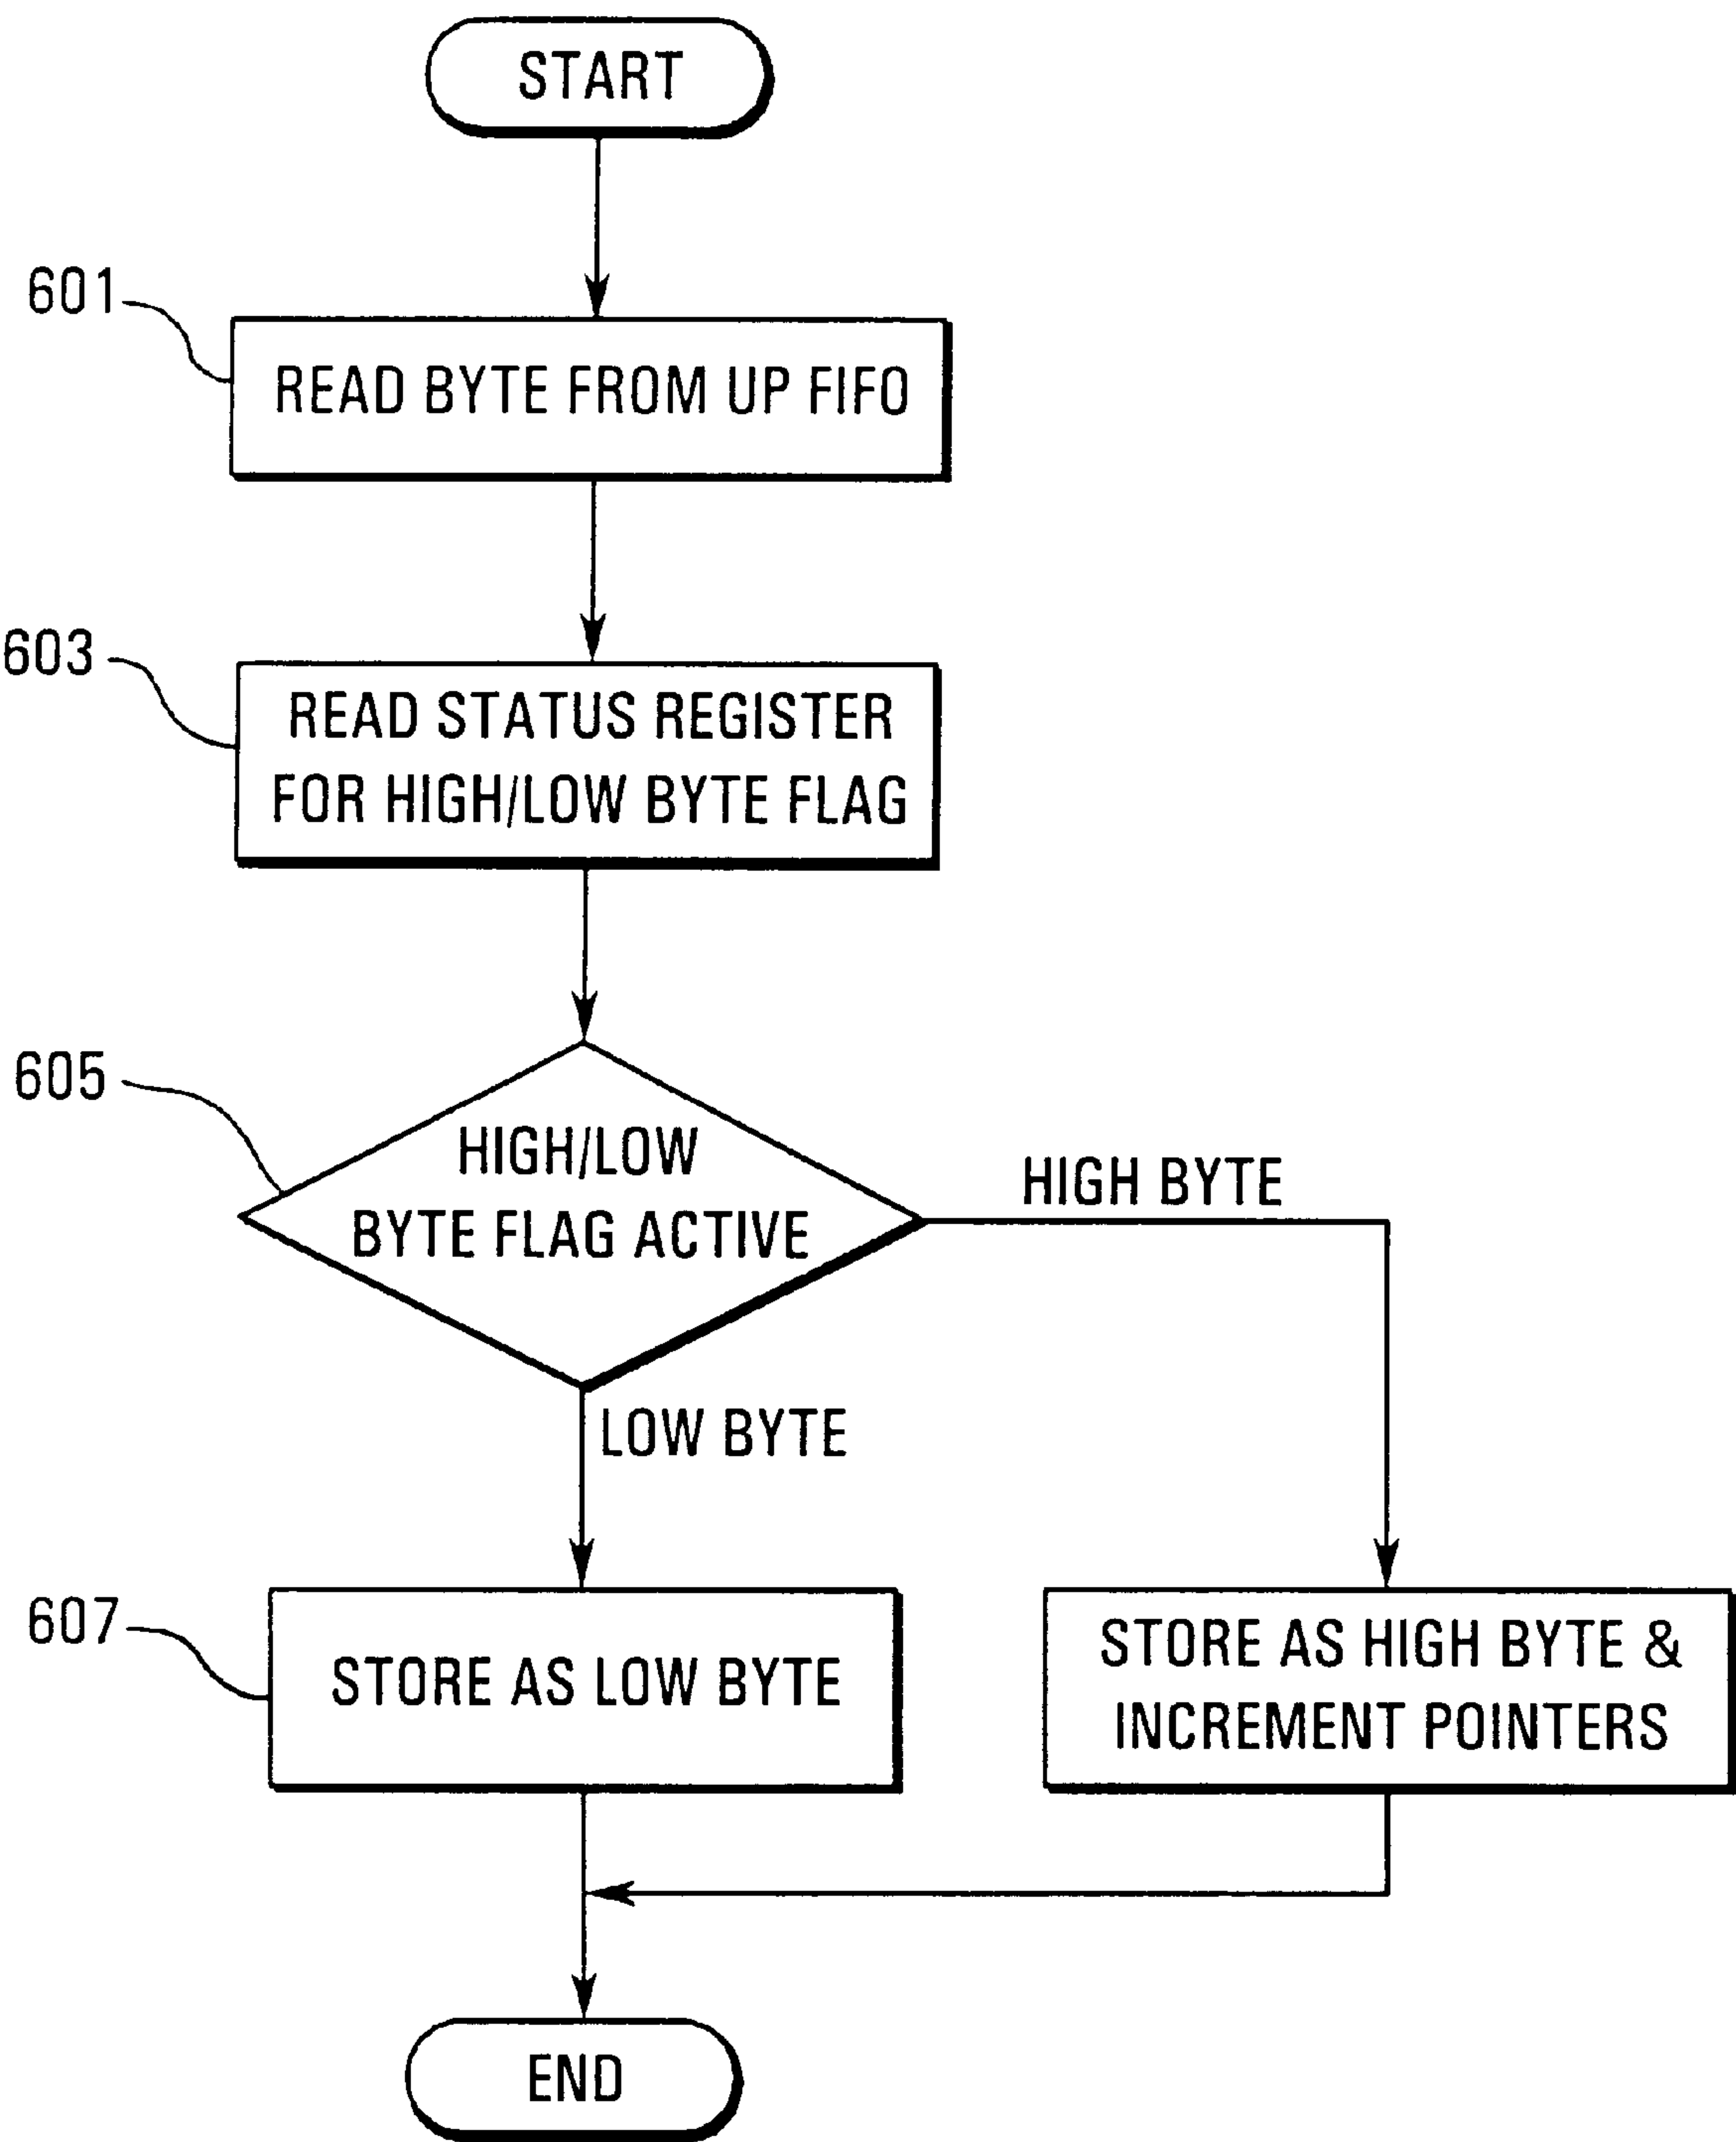 START
601
READ BYTE FROM UP FIFO
603
READ STATUS REGISTER
FOR HIGH/LOW BYTE FLAG
605
HIGH/LOW
BYTE FLAG ACTIVE
HIGH BYTE
LOW BYTE
607
STORE AS LOW BYTE
STORE AS HIGH BYTE &
INCREMENT POINTERS
END